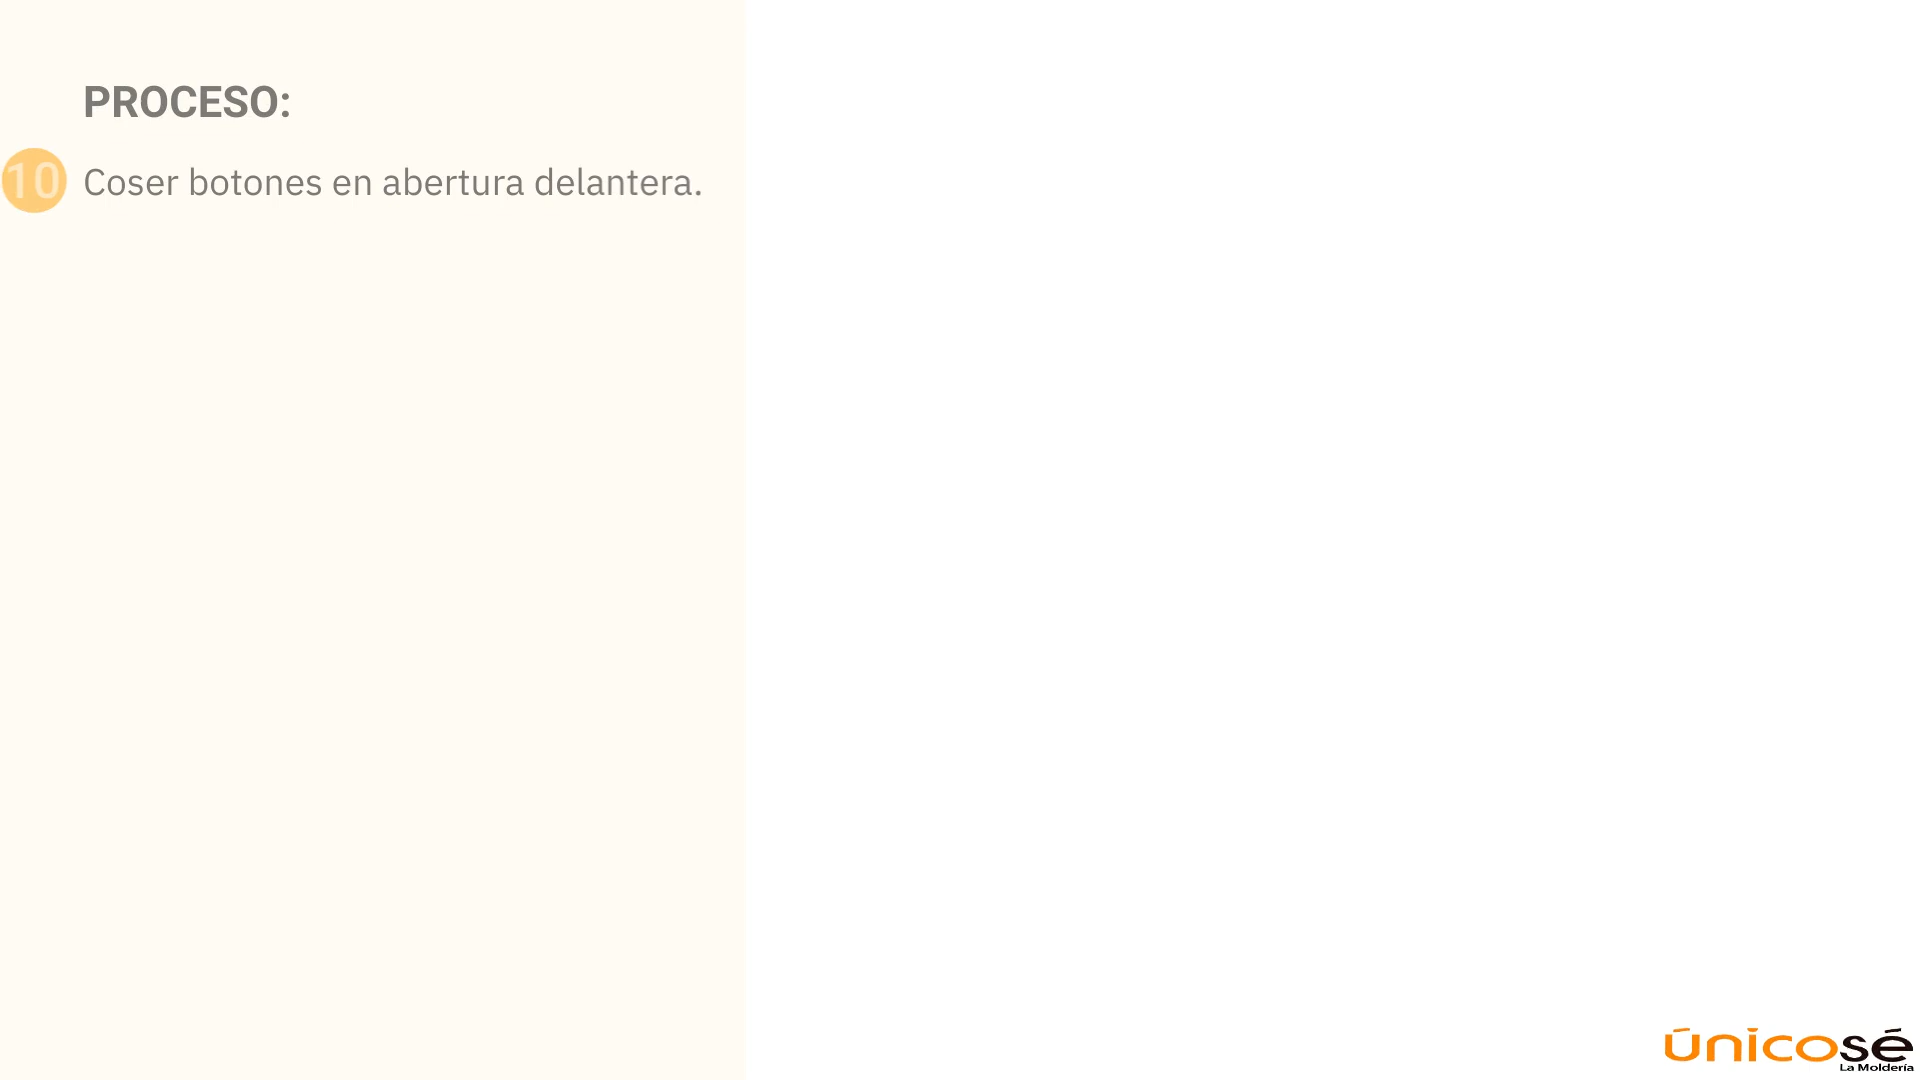 PROCESO:
10 Coser botones en abertura delantera.
únicosé
La Moldería